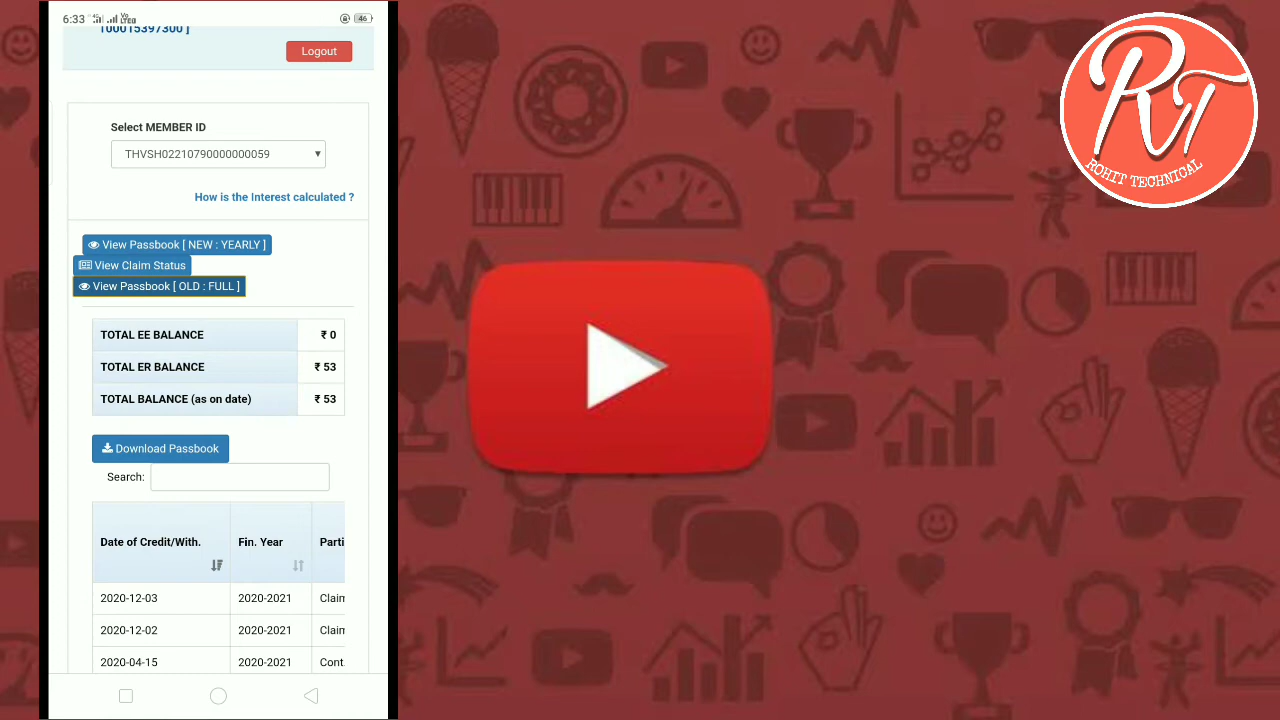 6:33
46
100015397300 ]
Logout
Select MEMBER ID
THVSH02210790000000059
How is the Interest calculated ?
View Passbook [ NEW : YEARLY ]
View Claim Status
View Passbook [ OLD : FULL ]
TOTAL EE BALANCE ₹ 0
TOTAL ER BALANCE ₹ 53
TOTAL BALANCE (as on date) ₹ 53
Download Passbook
Search:
Date of Credit/With. Fin. Year Parti
2020-12-03 2020-2021 Claim
2020-12-02 2020-2021 Claim
2020-04-15 2020-2021 Cont.
RT
ROHIT TECHNICAL